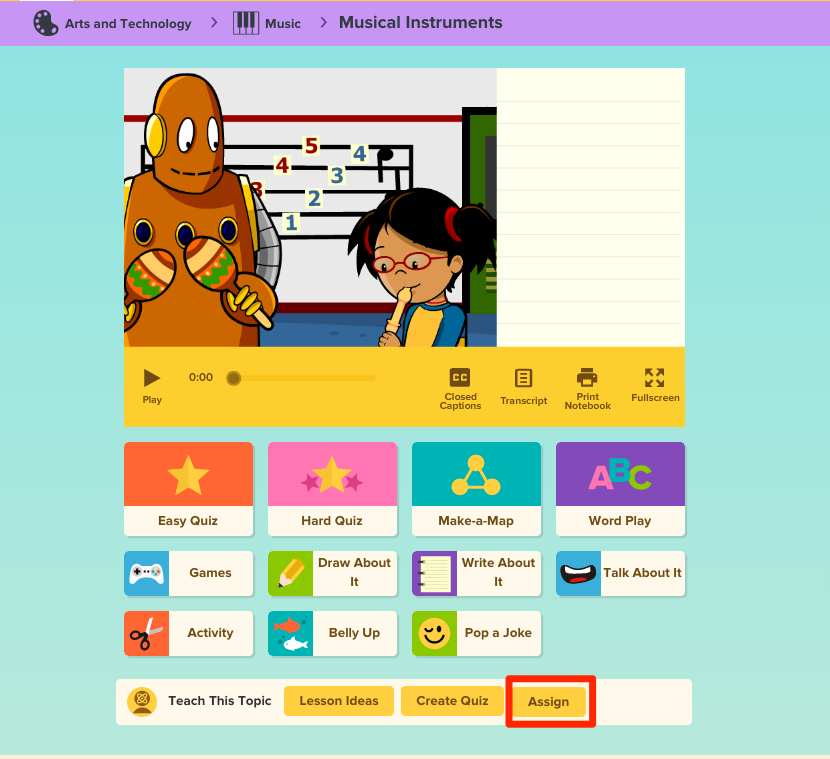 Arts and Technology > Music > Musical Instruments
5
4
4
3
3
2
1
0:00
Play
CC
Closed
Captions
Transcript
Print
Notebook
Fullscreen
ABC
Easy Quiz
Hard Quiz
Make-a-Map
Word Play
Games
Draw About
It
Write About
It
Talk About It
Activity
Belly Up
Pop a Joke
Teach This Topic
Lesson Ideas
Create Quiz
Assign